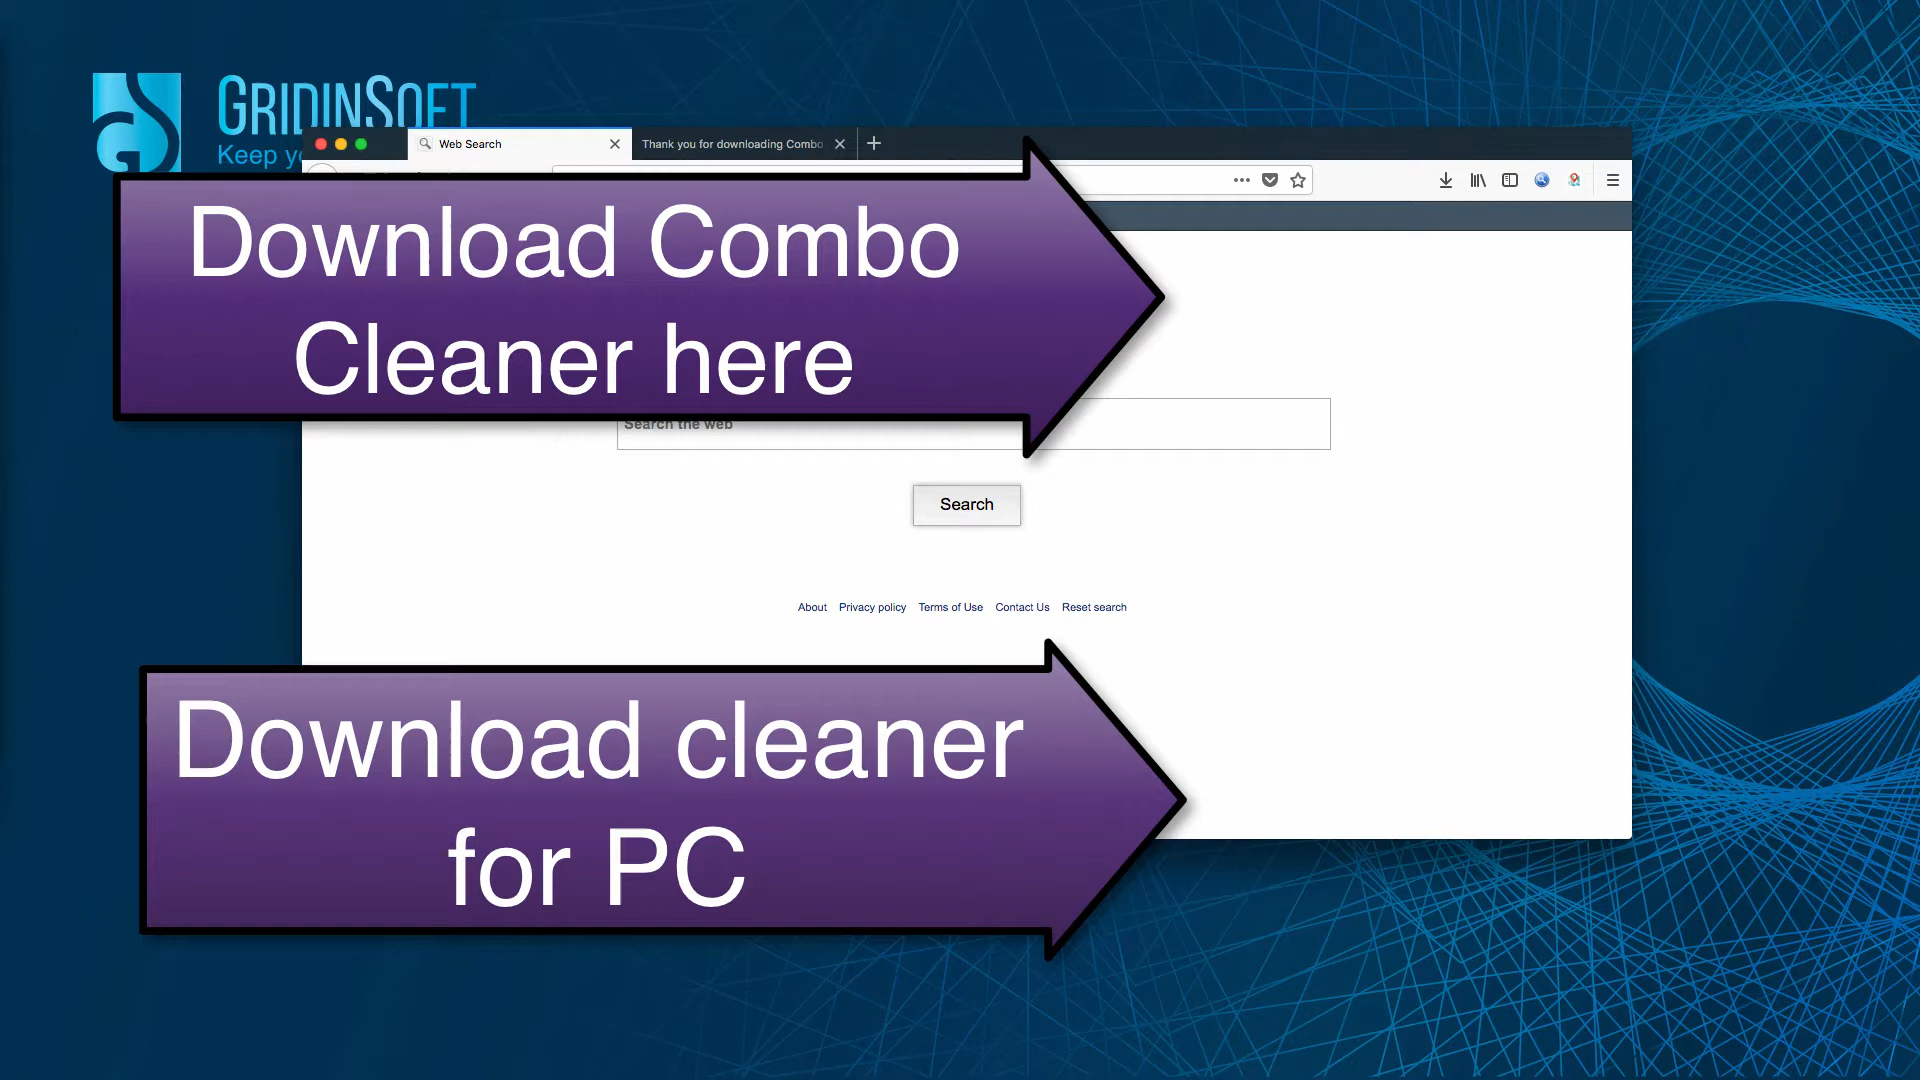 GRIDINSOFT
Keep
Web Search
Thank you for downloading Combo
Download Combo
Cleaner here
Search the web
Search
About Privacy policy Terms of Use Contact Us Reset search
Download cleaner
for PC